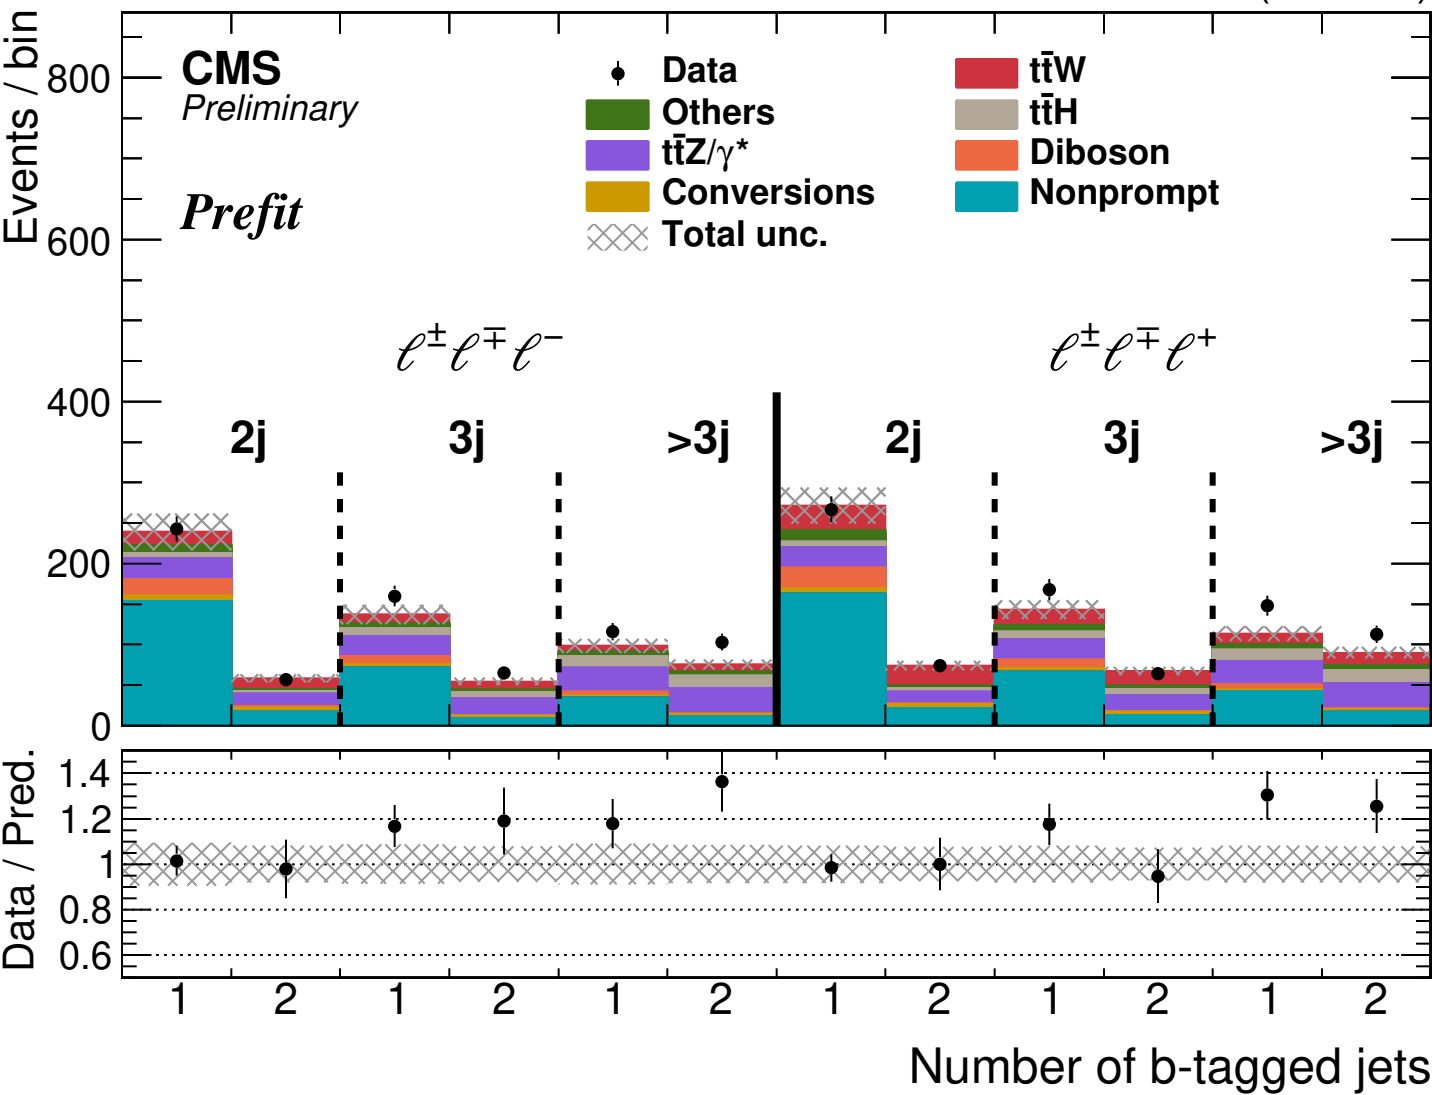 Events / bin
800
600
400
200
0
CMS
Preliminary
Prefit
Data
Others
tt̄Z/γ*
Conversions
Total unc.
tt̄W
tt̄H
Diboson
Nonprompt
ℓ±ℓ∓ℓ−
ℓ±ℓ∓ℓ+
2j 3j >3j 2j 3j >3j
Data / Pred.
1.4
1.2
1
0.8
0.6
1 2 1 2 1 2 1 2 1 2 1 2
Number of b-tagged jets